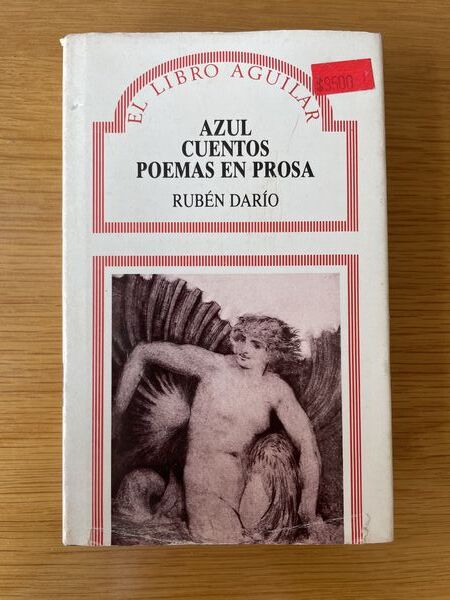 EL LIBRO AGUILAR
AZUL
CUENTOS
POEMAS EN PROSA
RUBÉN DARÍO